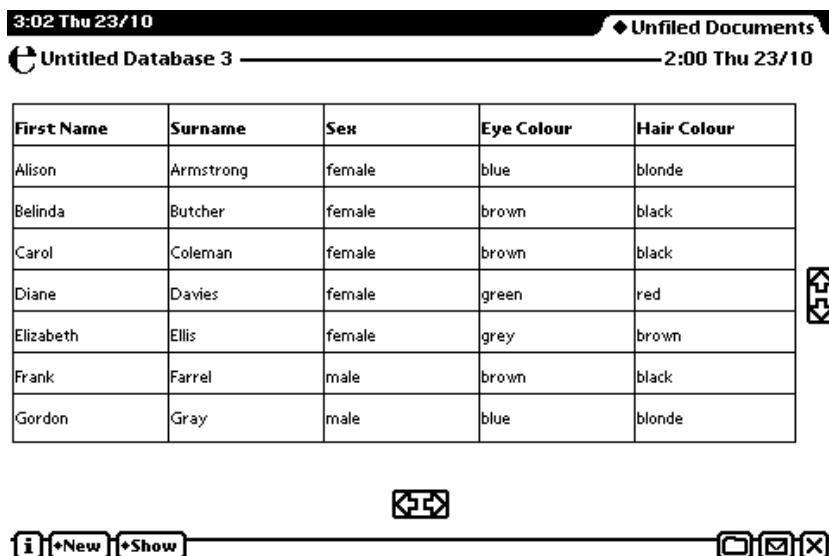 3:02 Thu 23/10 ◆Unfiled Documents
Untitled Database 3 2:00 Thu 23/10
First Name Surname Sex Eye Colour Hair Colour
Alison Armstrong female blue blonde
Belinda Butcher female brown black
Carol Coleman female brown black
Diane Davies female green red
Elizabeth Ellis female grey brown
Frank Farrel male brown black
Gordon Gray male blue blonde
i ◆New ◆Show